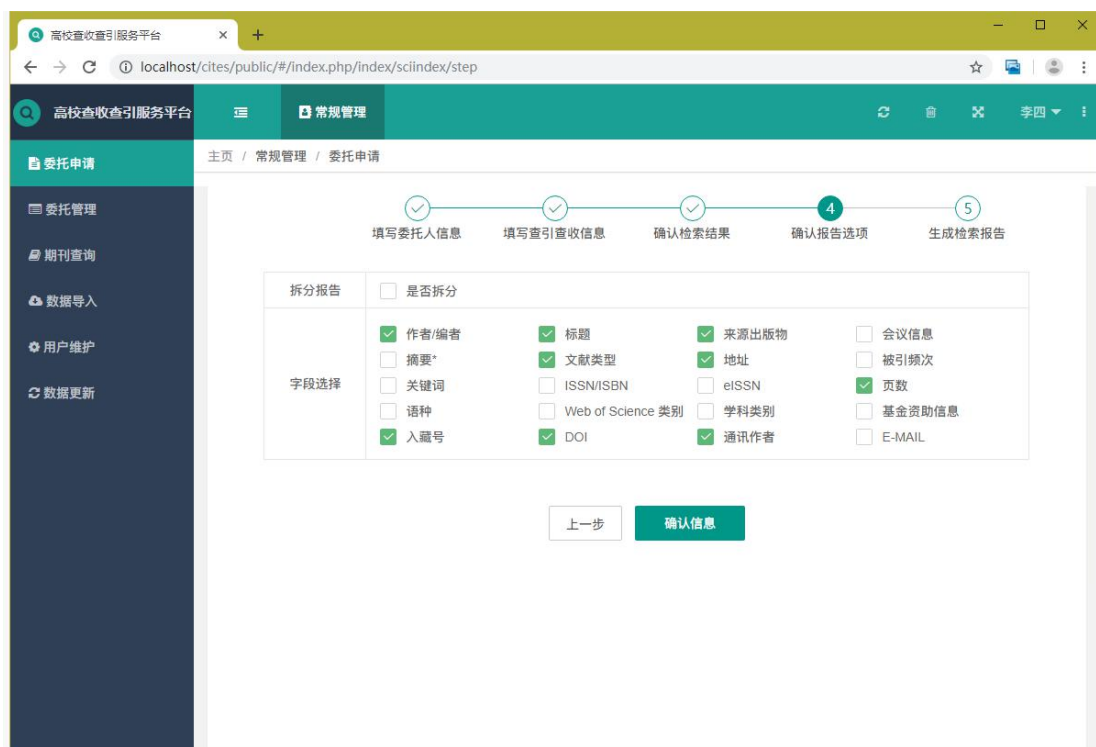 高校查收查引服务平台
localhost/cites/public/#/index.php/index/sciindex/step
高校查收查引服务平台
常规管理
李四
委托申请
委托管理
期刊查询
数据导入
用户维护
数据更新
主页 / 常规管理 / 委托申请
4
5
填写委托人信息 填写查引查收信息 确认检索结果 确认报告选项 生成检索报告
拆分报告 是否拆分
字段选择
作者/编者 标题 来源出版物 会议信息
摘要* 文献类型 地址 被引频次
关键词 ISSN/ISBN eISSN 页数
语种 Web of Science 类别 学科类别 基金资助信息
入藏号 DOI 通讯作者 E-MAIL
上一步 确认信息